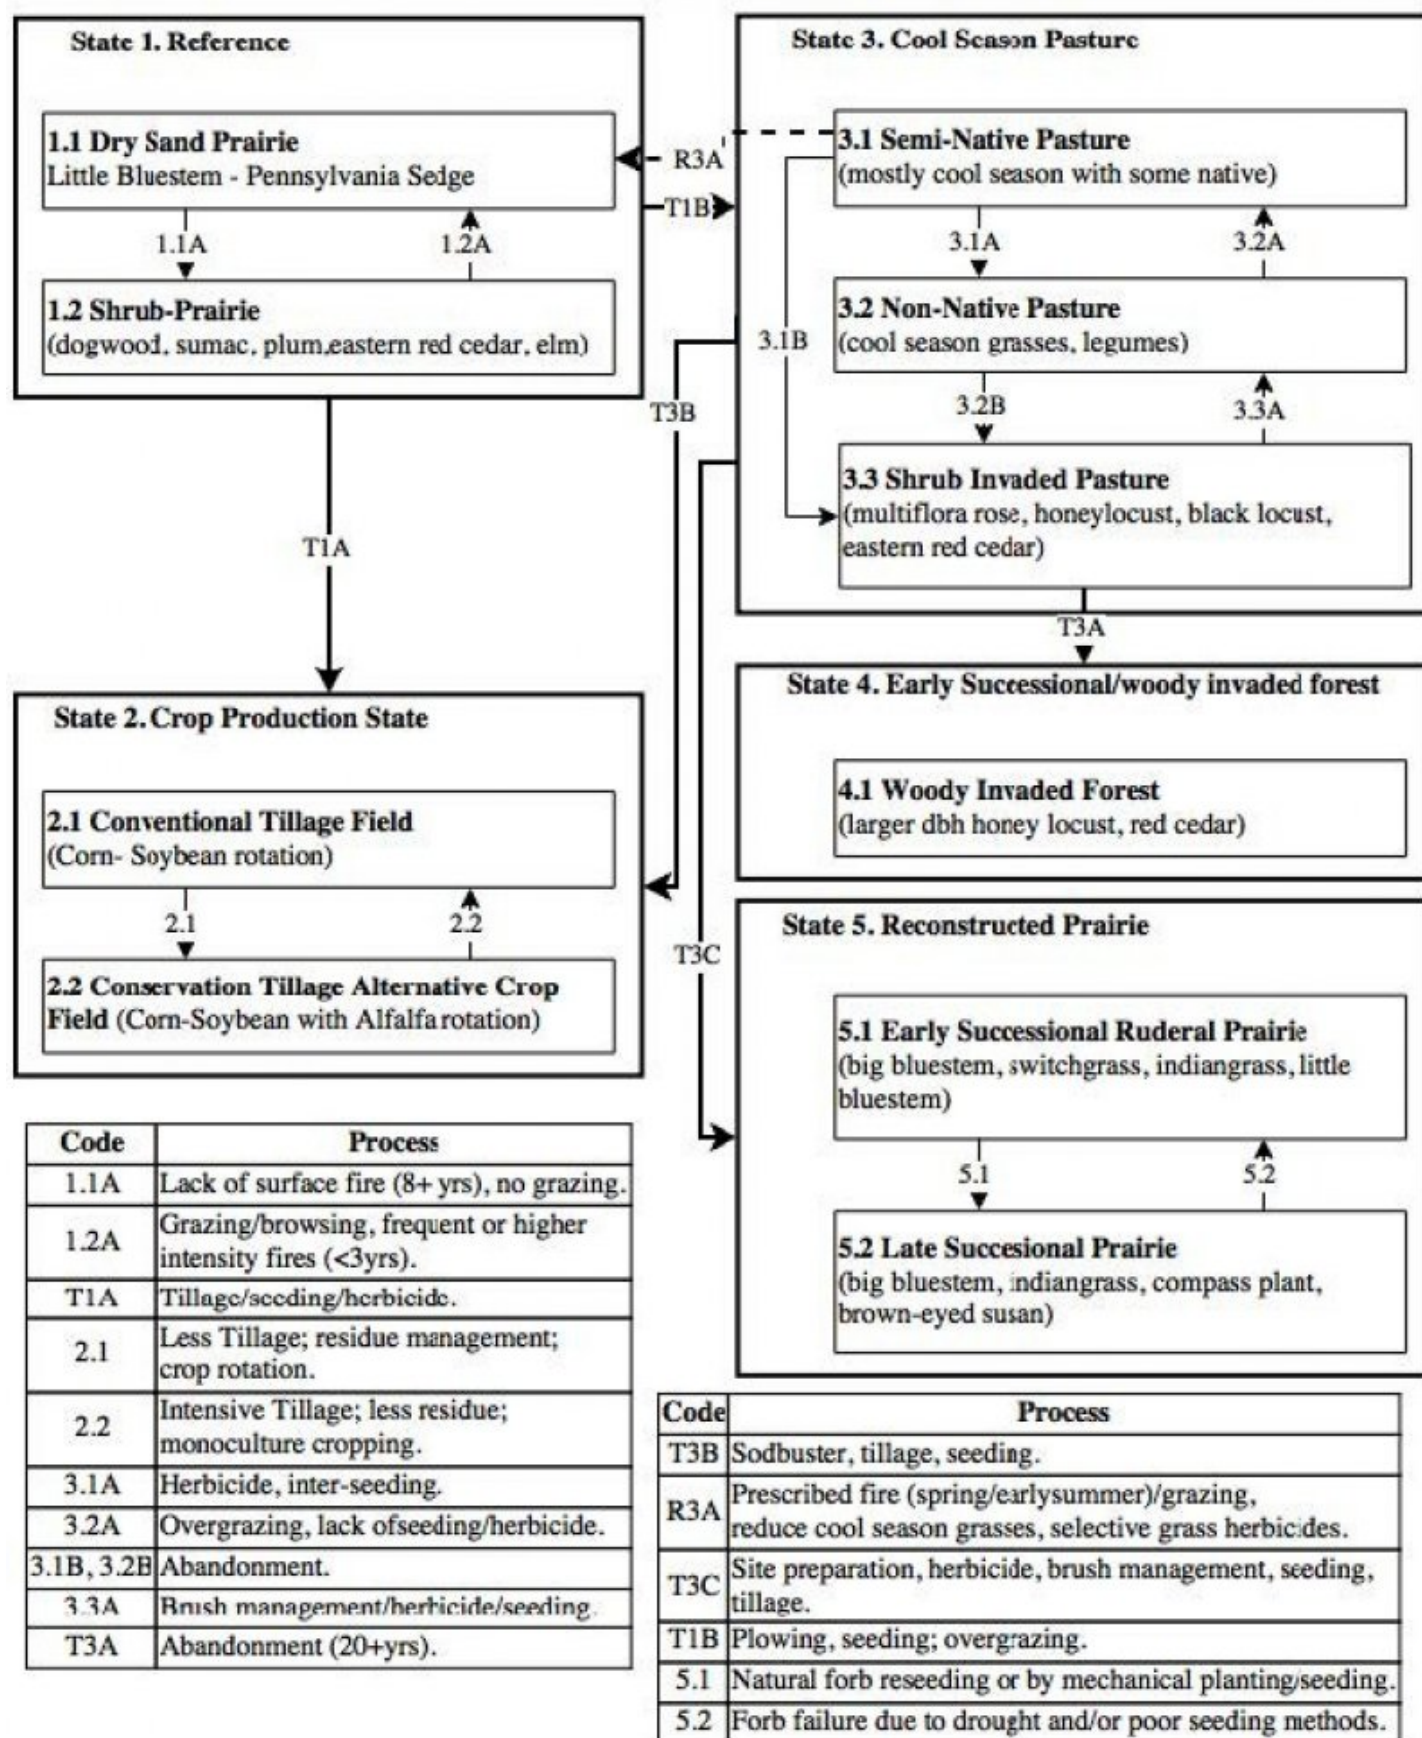 State 1. Reference
1.1 Dry Sand Prairie
Little Bluestem - Pennsylvania Sedge
1.1A
1.2A
1.2 Shrub-Prairie
(dogwood, sumac, plum,eastern red cedar, elm)
R3A
T1B
T3B
T1A
T3C
State 2. Crop Production State
2.1 Conventional Tillage Field
(Corn- Soybean rotation)
2.1
2.2
2.2 Conservation Tillage Alternative Crop
Field (Corn-Soybean with Alfalfa rotation)
State 3. Cool Season Pasture
3.1 Semi-Native Pasture
(mostly cool season with some native)
3.1A
3.2A
3.1B
3.2 Non-Native Pasture
(cool season grasses, legumes)
3.2B
3.3A
3.3 Shrub Invaded Pasture
(multiflora rose, honeylocust, black locust,
eastern red cedar)
T3A
State 4. Early Successional/woody invaded forest
4.1 Woody Invaded Forest
(larger dbh honey locust, red cedar)
State 5. Reconstructed Prairie
5.1 Early Successional Ruderal Prairie
(big bluestem, switchgrass, indiangrass, little
bluestem)
5.1
5.2
5.2 Late Succesional Prairie
(big bluestem, indiangrass, compass plant,
brown-eyed susan)
Code Process
1.1A Lack of surface fire (8+ yrs), no grazing.
1.2A Grazing/browsing, frequent or higher
intensity fires (<3yrs).
T1A Tillage/seeding/herbicide.
2.1 Less Tillage; residue management;
crop rotation.
2.2 Intensive Tillage; less residue;
monoculture cropping.
3.1A Herbicide, inter-seeding.
3.2A Overgrazing, lack ofseeding/herbicide.
3.1B, 3.2B Abandonment.
3.3A Brush management/herbicide/seeding.
T3A Abandonment (20+yrs).
Code Process
T3B Sodbuster, tillage, seeding.
R3A Prescribed fire (spring/earlysummer)/grazing,
reduce cool season grasses, selective grass herbicides.
T3C Site preparation, herbicide, brush management, seeding,
tillage.
T1B Plowing, seeding; overgrazing.
5.1 Natural forb reseeding or by mechanical planting/seeding.
5.2 Forb failure due to drought and/or poor seeding methods.